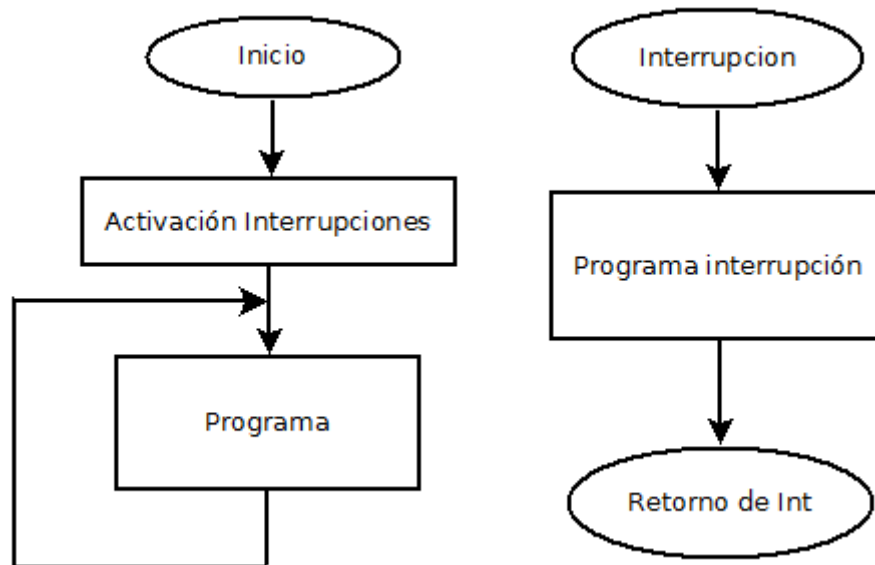 Inicio
Activación Interrupciones
Programa
Interrupcion
Programa interrupción
Retorno de Int